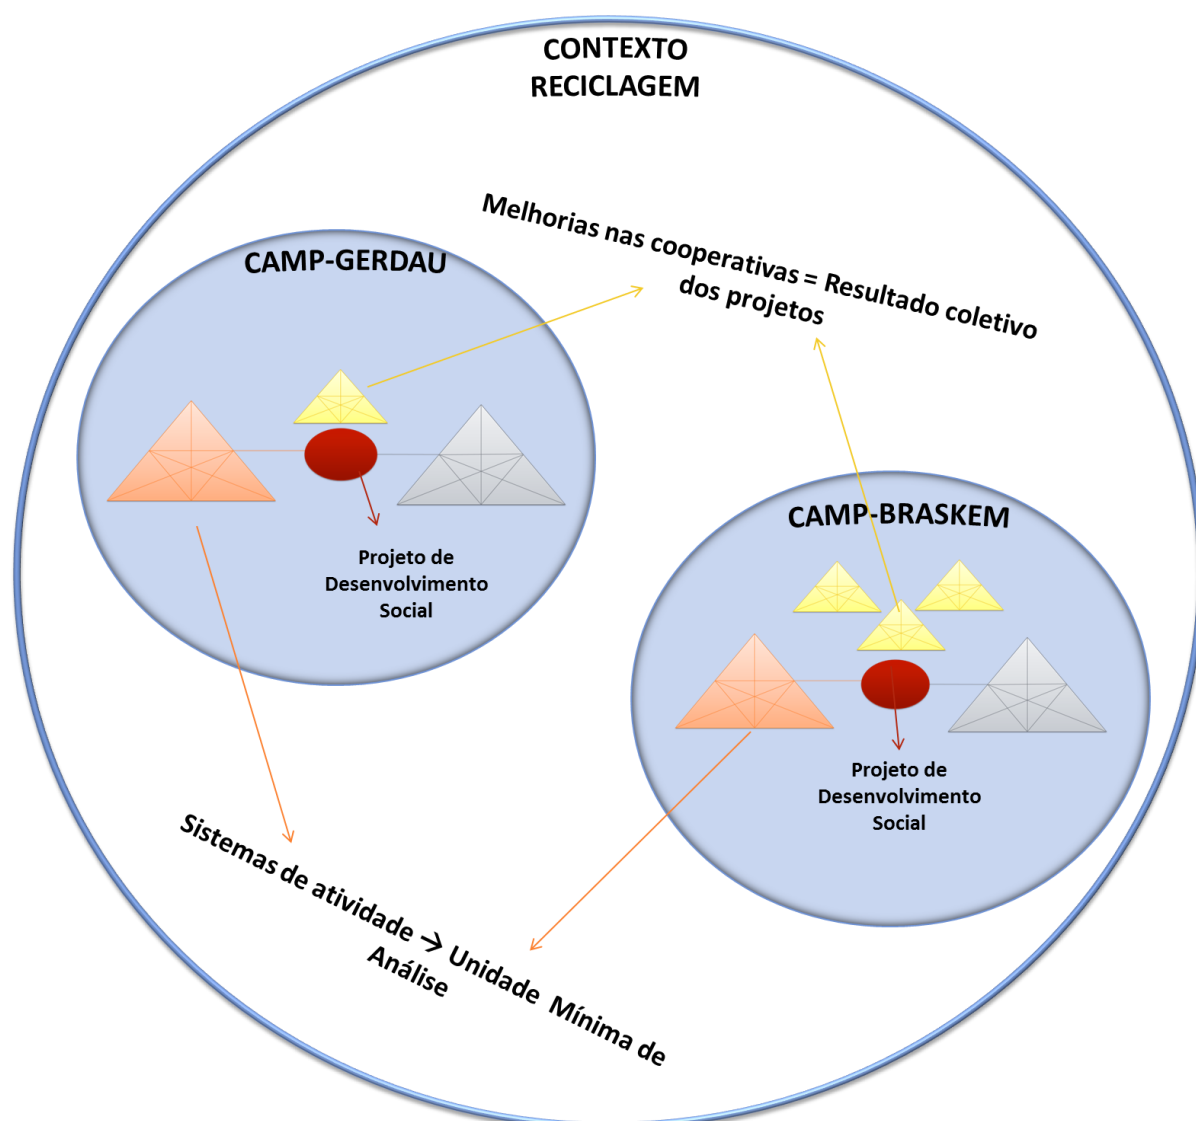 CONTEXTO
RECICLAGEM
Melhorias nas cooperativas = Resultado coletivo
dos projetos
CAMP-GERDAU
Projeto de
Desenvolvimento
Social
CAMP-BRASKEM
Projeto de
Desenvolvimento
Social
Sistemas de atividade → Unidade Mínima de
Análise